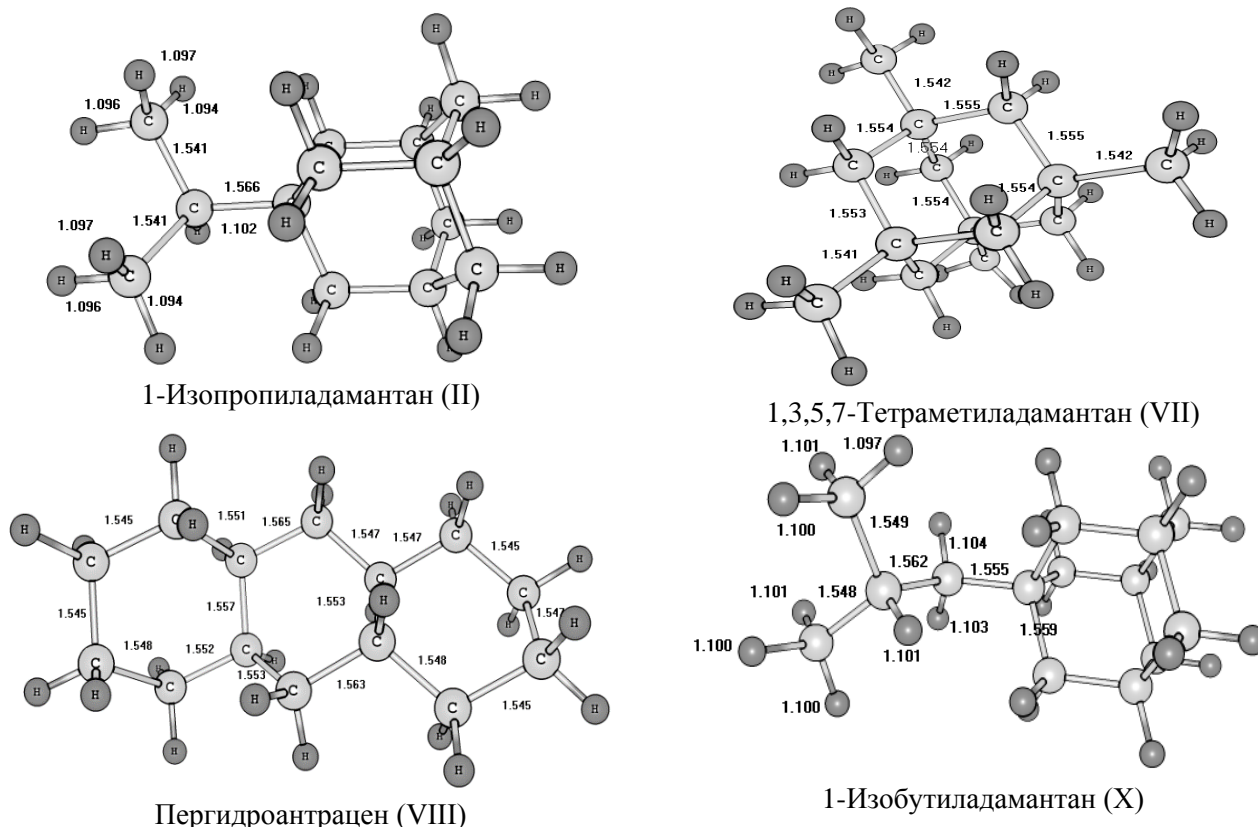 H
1.097
H H H H C H
1.096 1.094 H
H C H
1.541 C C
C C
1.566
C C
H
1.541 H 1.102 C H
1.097 H
H C C H
H C C
1.096 1.094 H
H H H H
1-Изопропиладамантан (II)
H H
C
H 1.542 H H
1.555 C
H C H
1.554 1.554 H H
C 1.555 1.542 C
H C H
H 1.554 C H
1.553 1.554 H
C C C H
1.541 C
H C H H
H C H H
H
H
1,3,5,7-Тетраметиладамантан (VII)
H
H
H H
1.545 C 1.551 1.565 C 1.547 1.547 C 1.545
H H
C C C H
H C
1.545 1.557 1.553 H 1.547
H H
C 1.548 1.552 C C 1.548 C
H H C 1.553 C 1.563 1.545 H
H H C
H H H
H
Пергидроантрацен (VIII)
1.101 1.097
1.100
1.549
1.562 1.104
1.101 1.548 1.555
1.100 1.103 1.559
1.101
1.100
1-Изобутиладамантан (X)